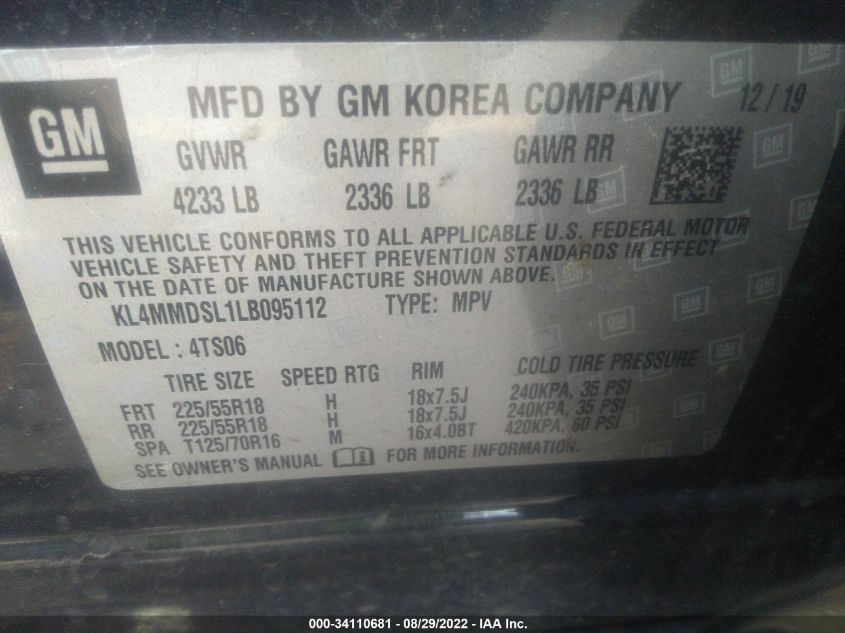 GM
MFD BY GM KOREA COMPANY 12/19
GVWR GAWR FRT GAWR RR
4233 LB 2336 LB 2336 LB
THIS VEHICLE CONFORMS TO ALL APPLICABLE U.S. FEDERAL MOTOR
VEHICLE SAFETY AND THEFT PREVENTION STANDARDS IN EFFECT
ON THE DATE OF MANUFACTURE SHOWN ABOVE.
KL4MMDSL1LB095112 TYPE: MPV
MODEL : 4TS06
TIRE SIZE SPEED RTG RIM COLD TIRE PRESSURE
FRT 225/55R18 H 18x7.5J 240KPA, 35 PSI
RR 225/55R18 H 18x7.5J 240KPA, 35 PSI
SPA T125/70R16 M 16x4.0BT 420KPA, 60 PSI
SEE OWNER'S MANUAL FOR MORE INFORMATION.
000-34110681 - 08/29/2022 - IAA Inc.